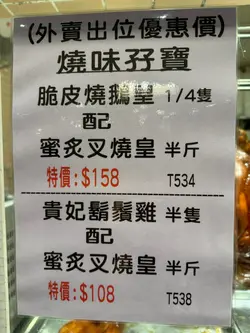 (外賣出位優惠價)
燒味孖寶
脆皮燒鵝皇 1/4隻
配
蜜炙叉燒皇 半斤
特價:$158 T534
貴妃鬍鬚雞 半隻
配
蜜炙叉燒皇 半斤
特價:$108 T538